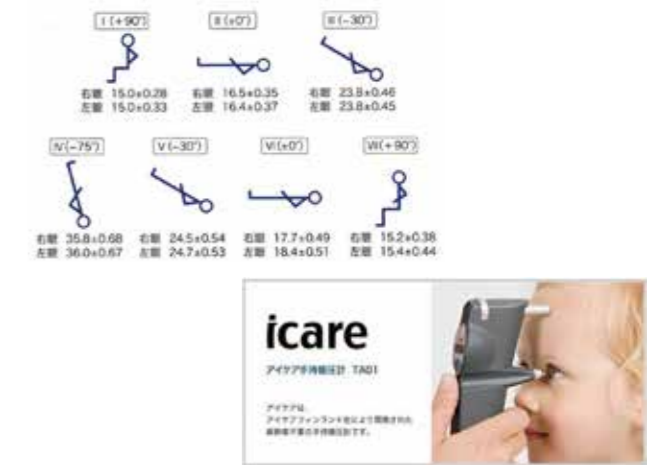 I (+90°) II (±0°) III (-30°)
右眼 15.0±0.28 右眼 16.5±0.35 右眼 23.8±0.46
左眼 15.0±0.33 左眼 16.4±0.37 左眼 23.8±0.45
IV (-75°) V (-30°) VI (±0°) VII (+90°)
右眼 35.8±0.68 右眼 24.5±0.54 右眼 17.7±0.49 右眼 15.2±0.38
左眼 36.0±0.67 左眼 24.7±0.53 左眼 18.4±0.51 左眼 15.4±0.44
icare
アイケア手持眼圧計 TA01
アイケアは、
アイケアフィンランド社により開発された
麻酔不要の手持眼圧計です。